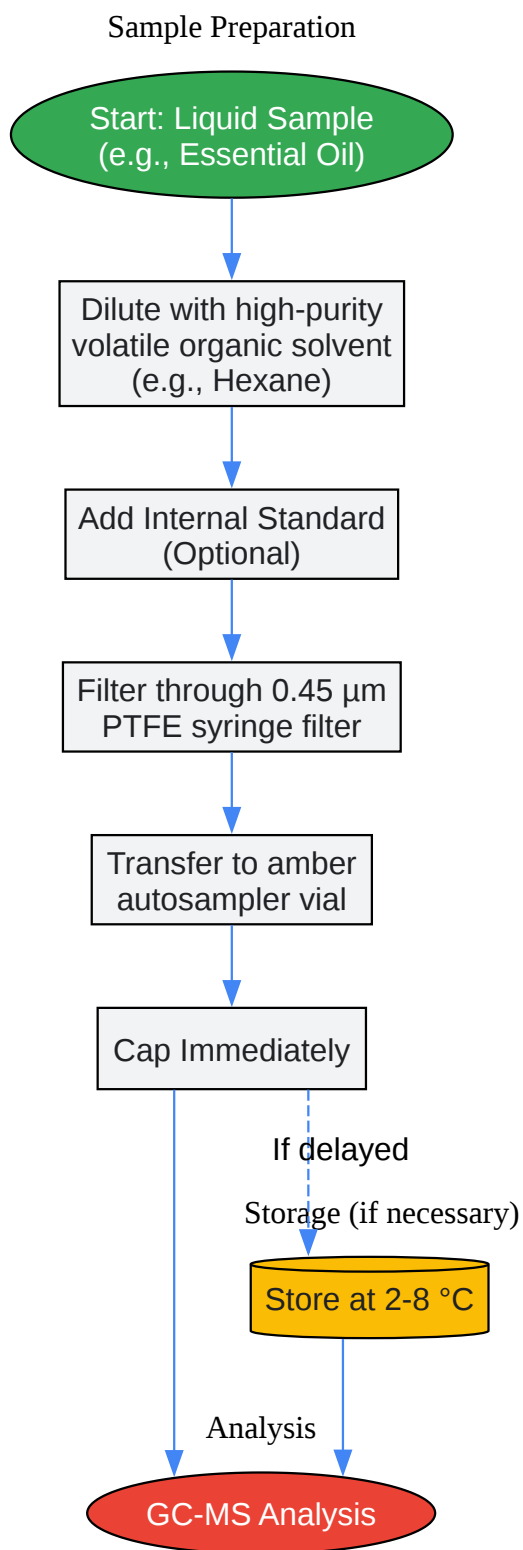 Sample Preparation
Start: Liquid Sample
(e.g., Essential Oil)
Dilute with high-purity
volatile organic solvent
(e.g., Hexane)
Add Internal Standard
(Optional)
Filter through 0.45 µm
PTFE syringe filter
Transfer to amber
autosampler vial
Cap Immediately
If delayed
Storage (if necessary)
Store at 2-8 °C
Analysis
GC-MS Analysis